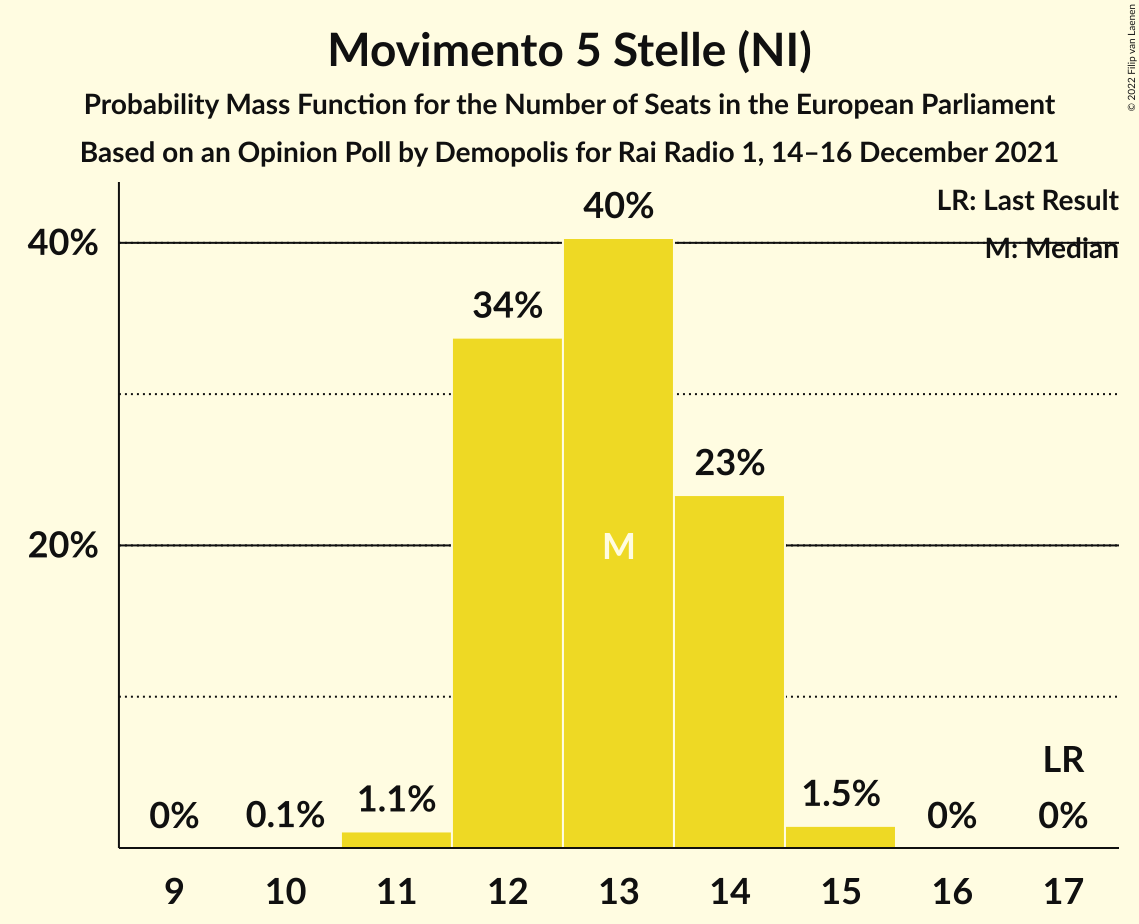 Movimento 5 Stelle (NI)
Probability Mass Function for the Number of Seats in the European Parliament
Based on an Opinion Poll by Demopolis for Rai Radio 1, 14–16 December 2021
© 2022 Filip van Laenen
LR: Last Result
M: Median
40%
20%
0%
0.1%
1.1%
34%
40%
M
23%
1.5%
0%
LR
0%
9 10 11 12 13 14 15 16 17